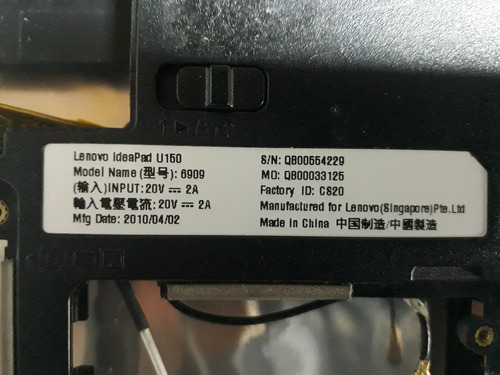 Lenovo ideaPad U150
Model Name (型号): 6909
(输入)INPUT: 20V ⎓ 2A
輸入電壓電流: 20V ⎓ 2A
Mfg Date: 2010/04/02
S/N: QB00554229
MO: QB00033125
Factory ID: CS20
Manufactured for Lenovo(Singapore)Pte.Ltd
Made in China 中国制造/中國製造